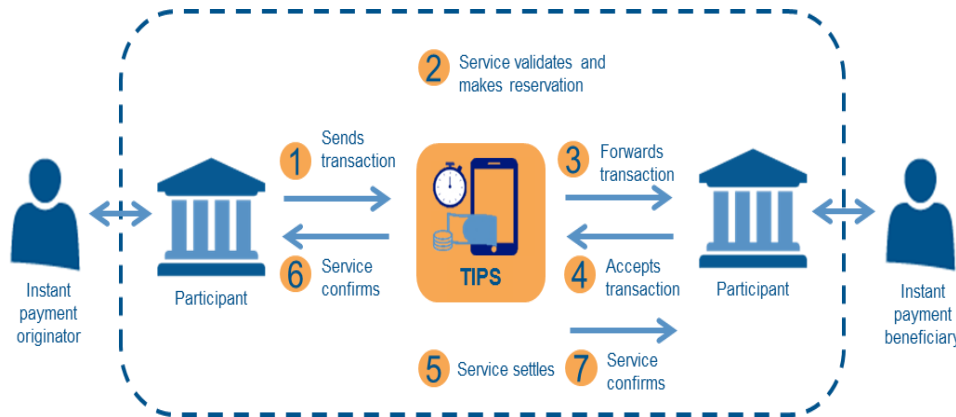 2 Service validates and
makes reservation
1 Sends
transaction
3 Forwards
transaction
TIPS
6 Service
confirms
4 Accepts
transaction
Participant
Participant
Instant
payment
originator
Instant
payment
beneficiary
5 Service settles
7 Service
confirms